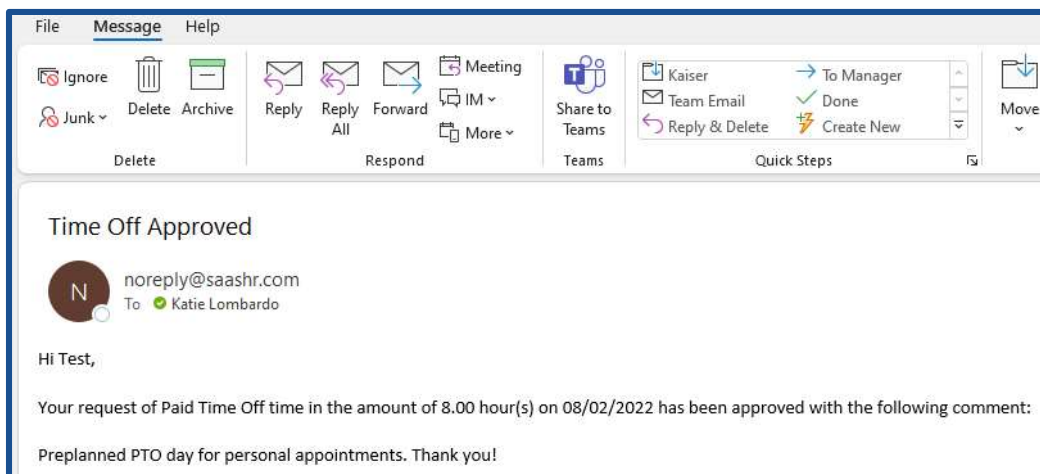 File Message Help
Ignore
Junk
Delete
Archive
Reply
Reply All
Forward
Meeting
IM
More
Share to Teams
Kaiser
To Manager
Team Email
Done
Reply & Delete
Create New
Move
Delete
Respond
Teams
Quick Steps
Time Off Approved
N
noreply@saashr.com
To Katie Lombardo
Hi Test,
Your request of Paid Time Off time in the amount of 8.00 hour(s) on 08/02/2022 has been approved with the following comment:
Preplanned PTO day for personal appointments. Thank you!